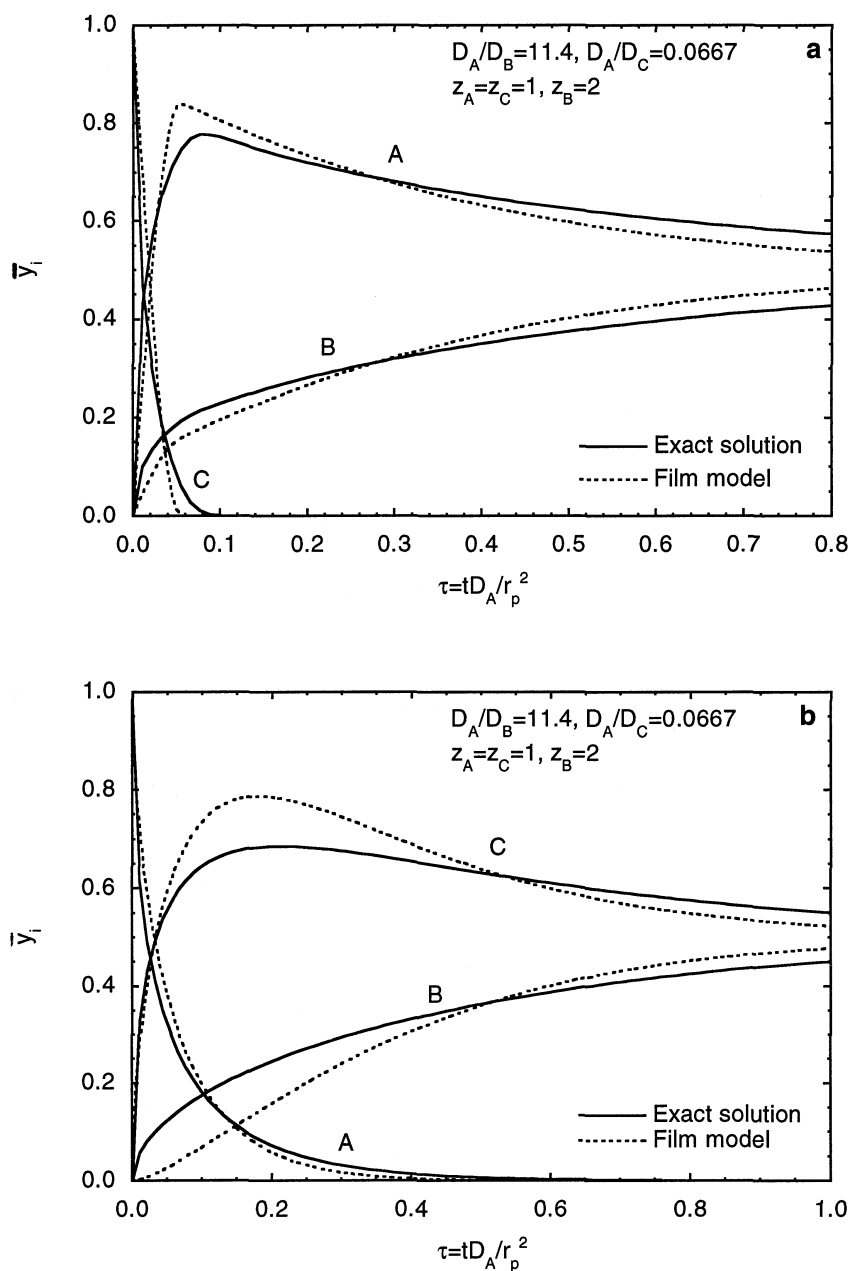 a
D_A/D_B=11.4, D_A/D_C=0.0667
z_A=z_C=1, z_B=2
1.0
0.8
0.6
0.4
0.2
0.0
ȳ_i
A
B
C
Exact solution
Film model
0.0 0.1 0.2 0.3 0.4 0.5 0.6 0.7 0.8
τ=tD_A/r_p^2
b
D_A/D_B=11.4, D_A/D_C=0.0667
z_A=z_C=1, z_B=2
1.0
0.8
0.6
0.4
0.2
0.0
ȳ_i
C
B
A
Exact solution
Film model
0.0 0.2 0.4 0.6 0.8 1.0
τ=tD_A/r_p^2